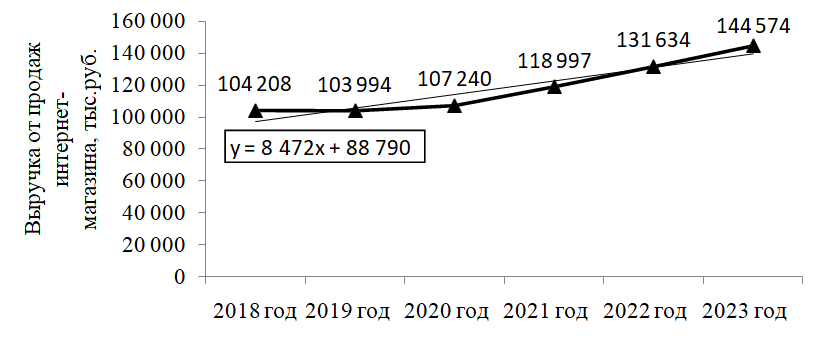 Выручка от продаж
интернет-
магазина, тыс.руб.
160 000
140 000
120 000
100 000
80 000
60 000
40 000
20 000
0
104 208
103 994
107 240
118 997
131 634
144 574
y = 8 472x + 88 790
2018 год
2019 год
2020 год
2021 год
2022 год
2023 год